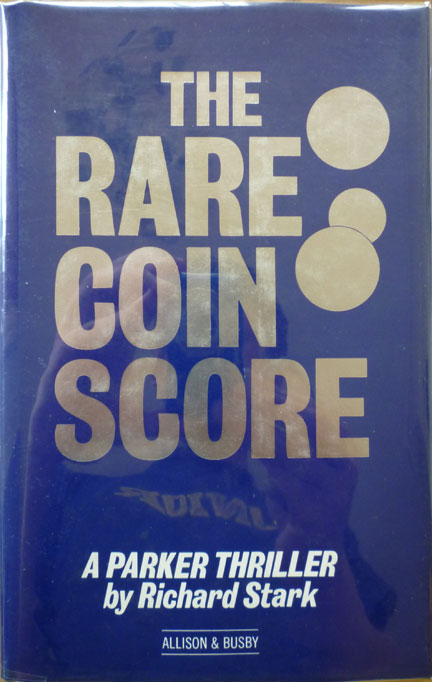 THE
RARE
COIN
SCORE
A PARKER THRILLER
by Richard Stark
ALLISON & BUSBY